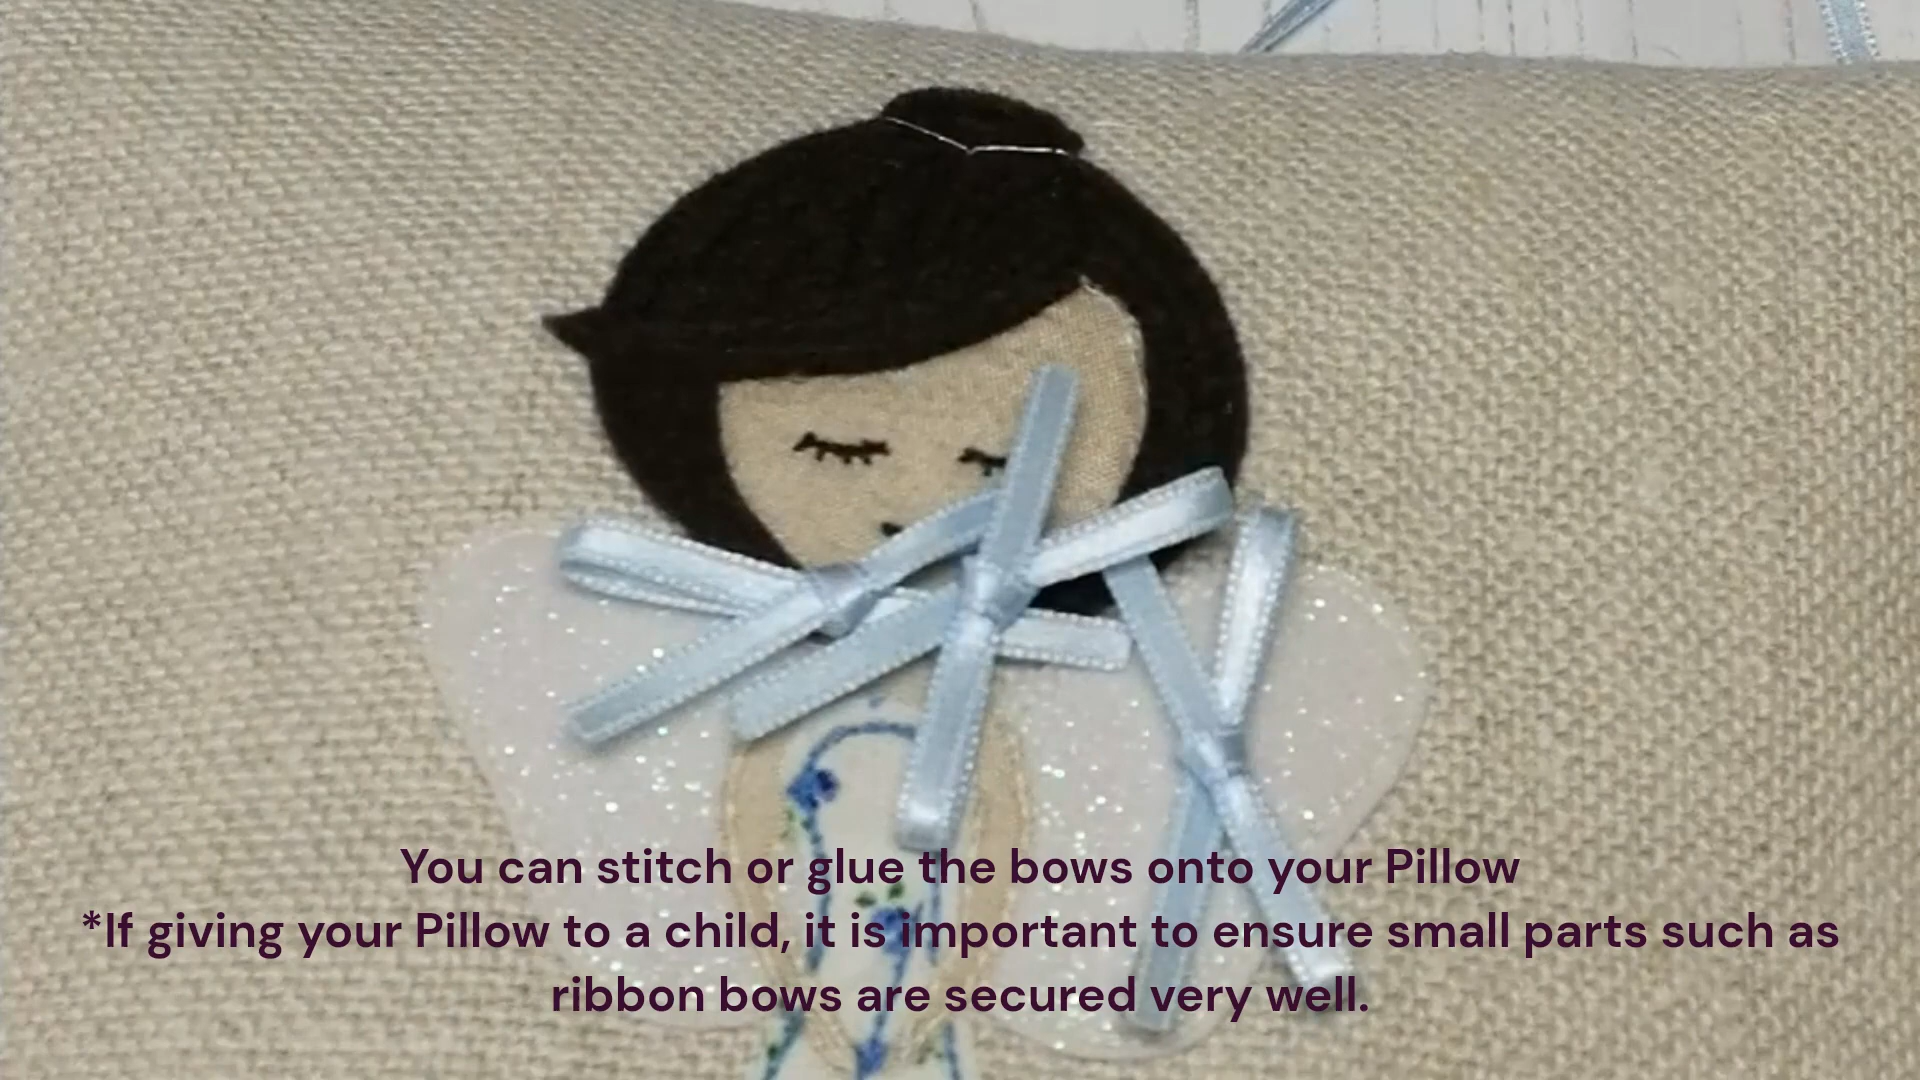 You can stitch or glue the bows onto your Pillow
*If giving your Pillow to a child, it is important to ensure small parts such as
ribbon bows are secured very well.